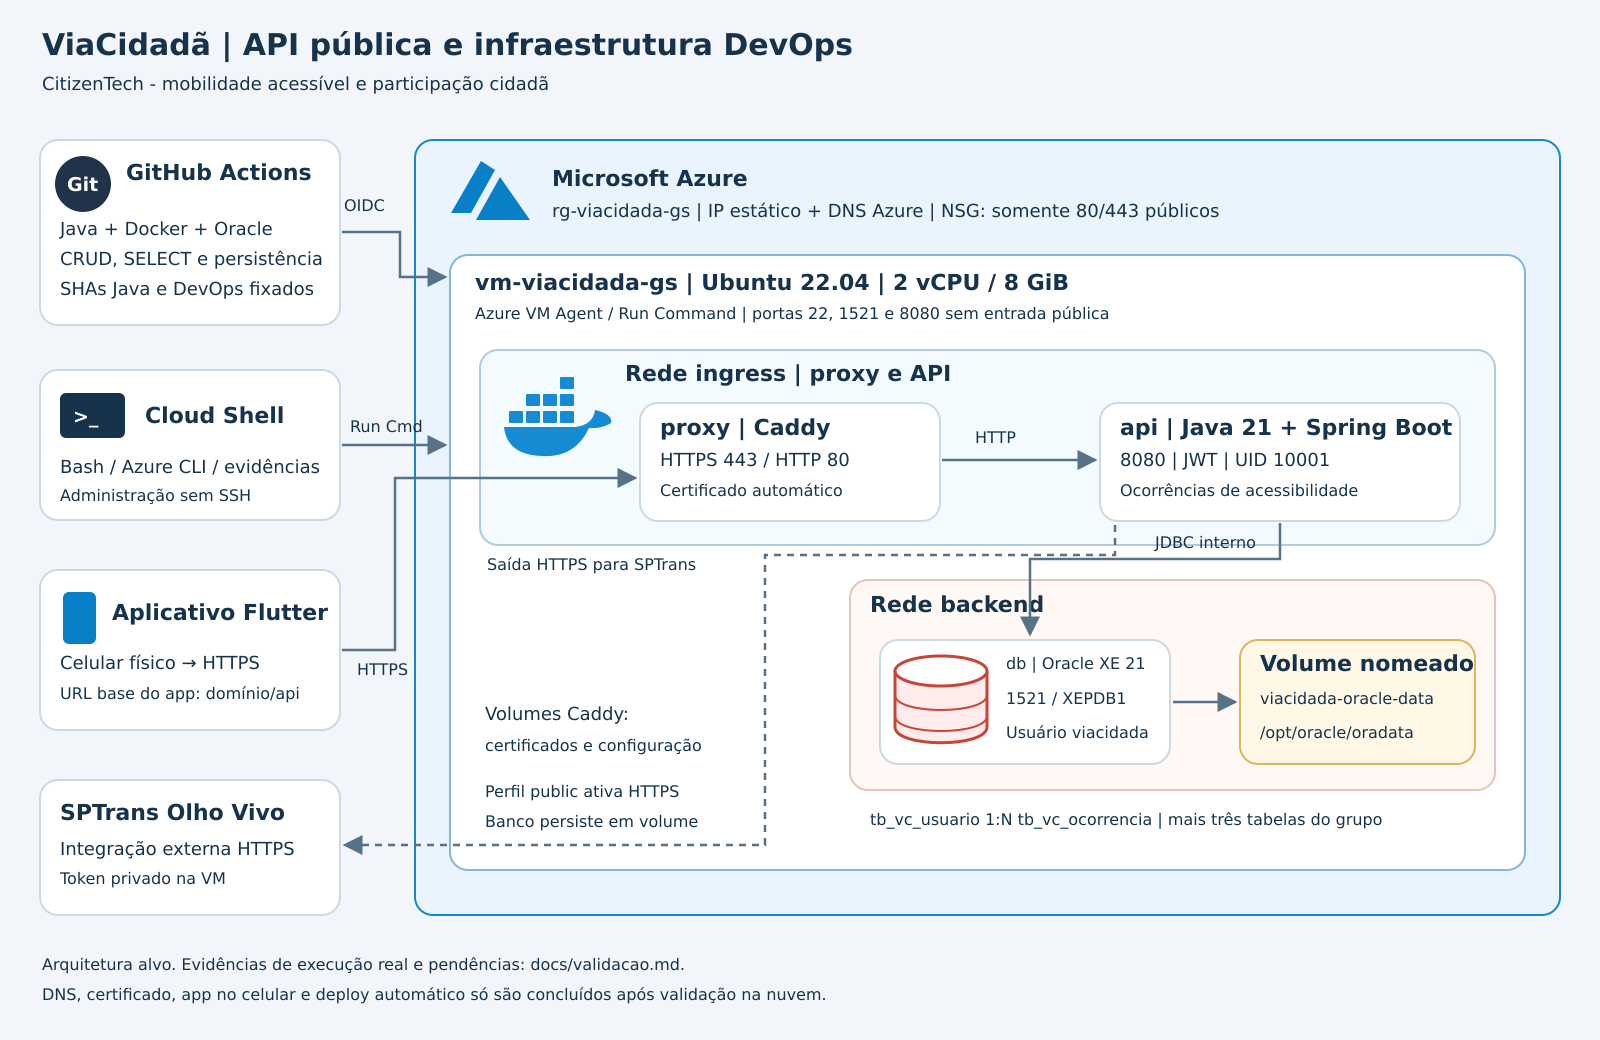 ViaCidadã | API pública e infraestrutura DevOps
CitizenTech - mobilidade acessível e participação cidadã
Git
GitHub Actions
Java + Docker + Oracle
CRUD, SELECT e persistência
SHAs Java e DevOps fixados
OIDC
>_
Cloud Shell
Bash / Azure CLI / evidências
Administração sem SSH
Run Cmd
Aplicativo Flutter
Celular físico → HTTPS
URL base do app: domínio/api
HTTPS
SPTrans Olho Vivo
Integração externa HTTPS
Token privado na VM
Microsoft Azure
rg-viacidada-gs | IP estático + DNS Azure | NSG: somente 80/443 públicos
vm-viacidada-gs | Ubuntu 22.04 | 2 vCPU / 8 GiB
Azure VM Agent / Run Command | portas 22, 1521 e 8080 sem entrada pública
Rede ingress | proxy e API
proxy | Caddy
HTTPS 443 / HTTP 80
Certificado automático
HTTP
api | Java 21 + Spring Boot
8080 | JWT | UID 10001
Ocorrências de acessibilidade
JDBC interno
Saída HTTPS para SPTrans
Rede backend
db | Oracle XE 21
1521 / XEPDB1
Usuário viacidada
Volume nomeado
viacidada-oracle-data
/opt/oracle/oradata
Volumes Caddy:
certificados e configuração
Perfil public ativa HTTPS
Banco persiste em volume
tb_vc_usuario 1:N tb_vc_ocorrencia | mais três tabelas do grupo
Arquitetura alvo. Evidências de execução real e pendências: docs/validacao.md.
DNS, certificado, app no celular e deploy automático só são concluídos após validação na nuvem.